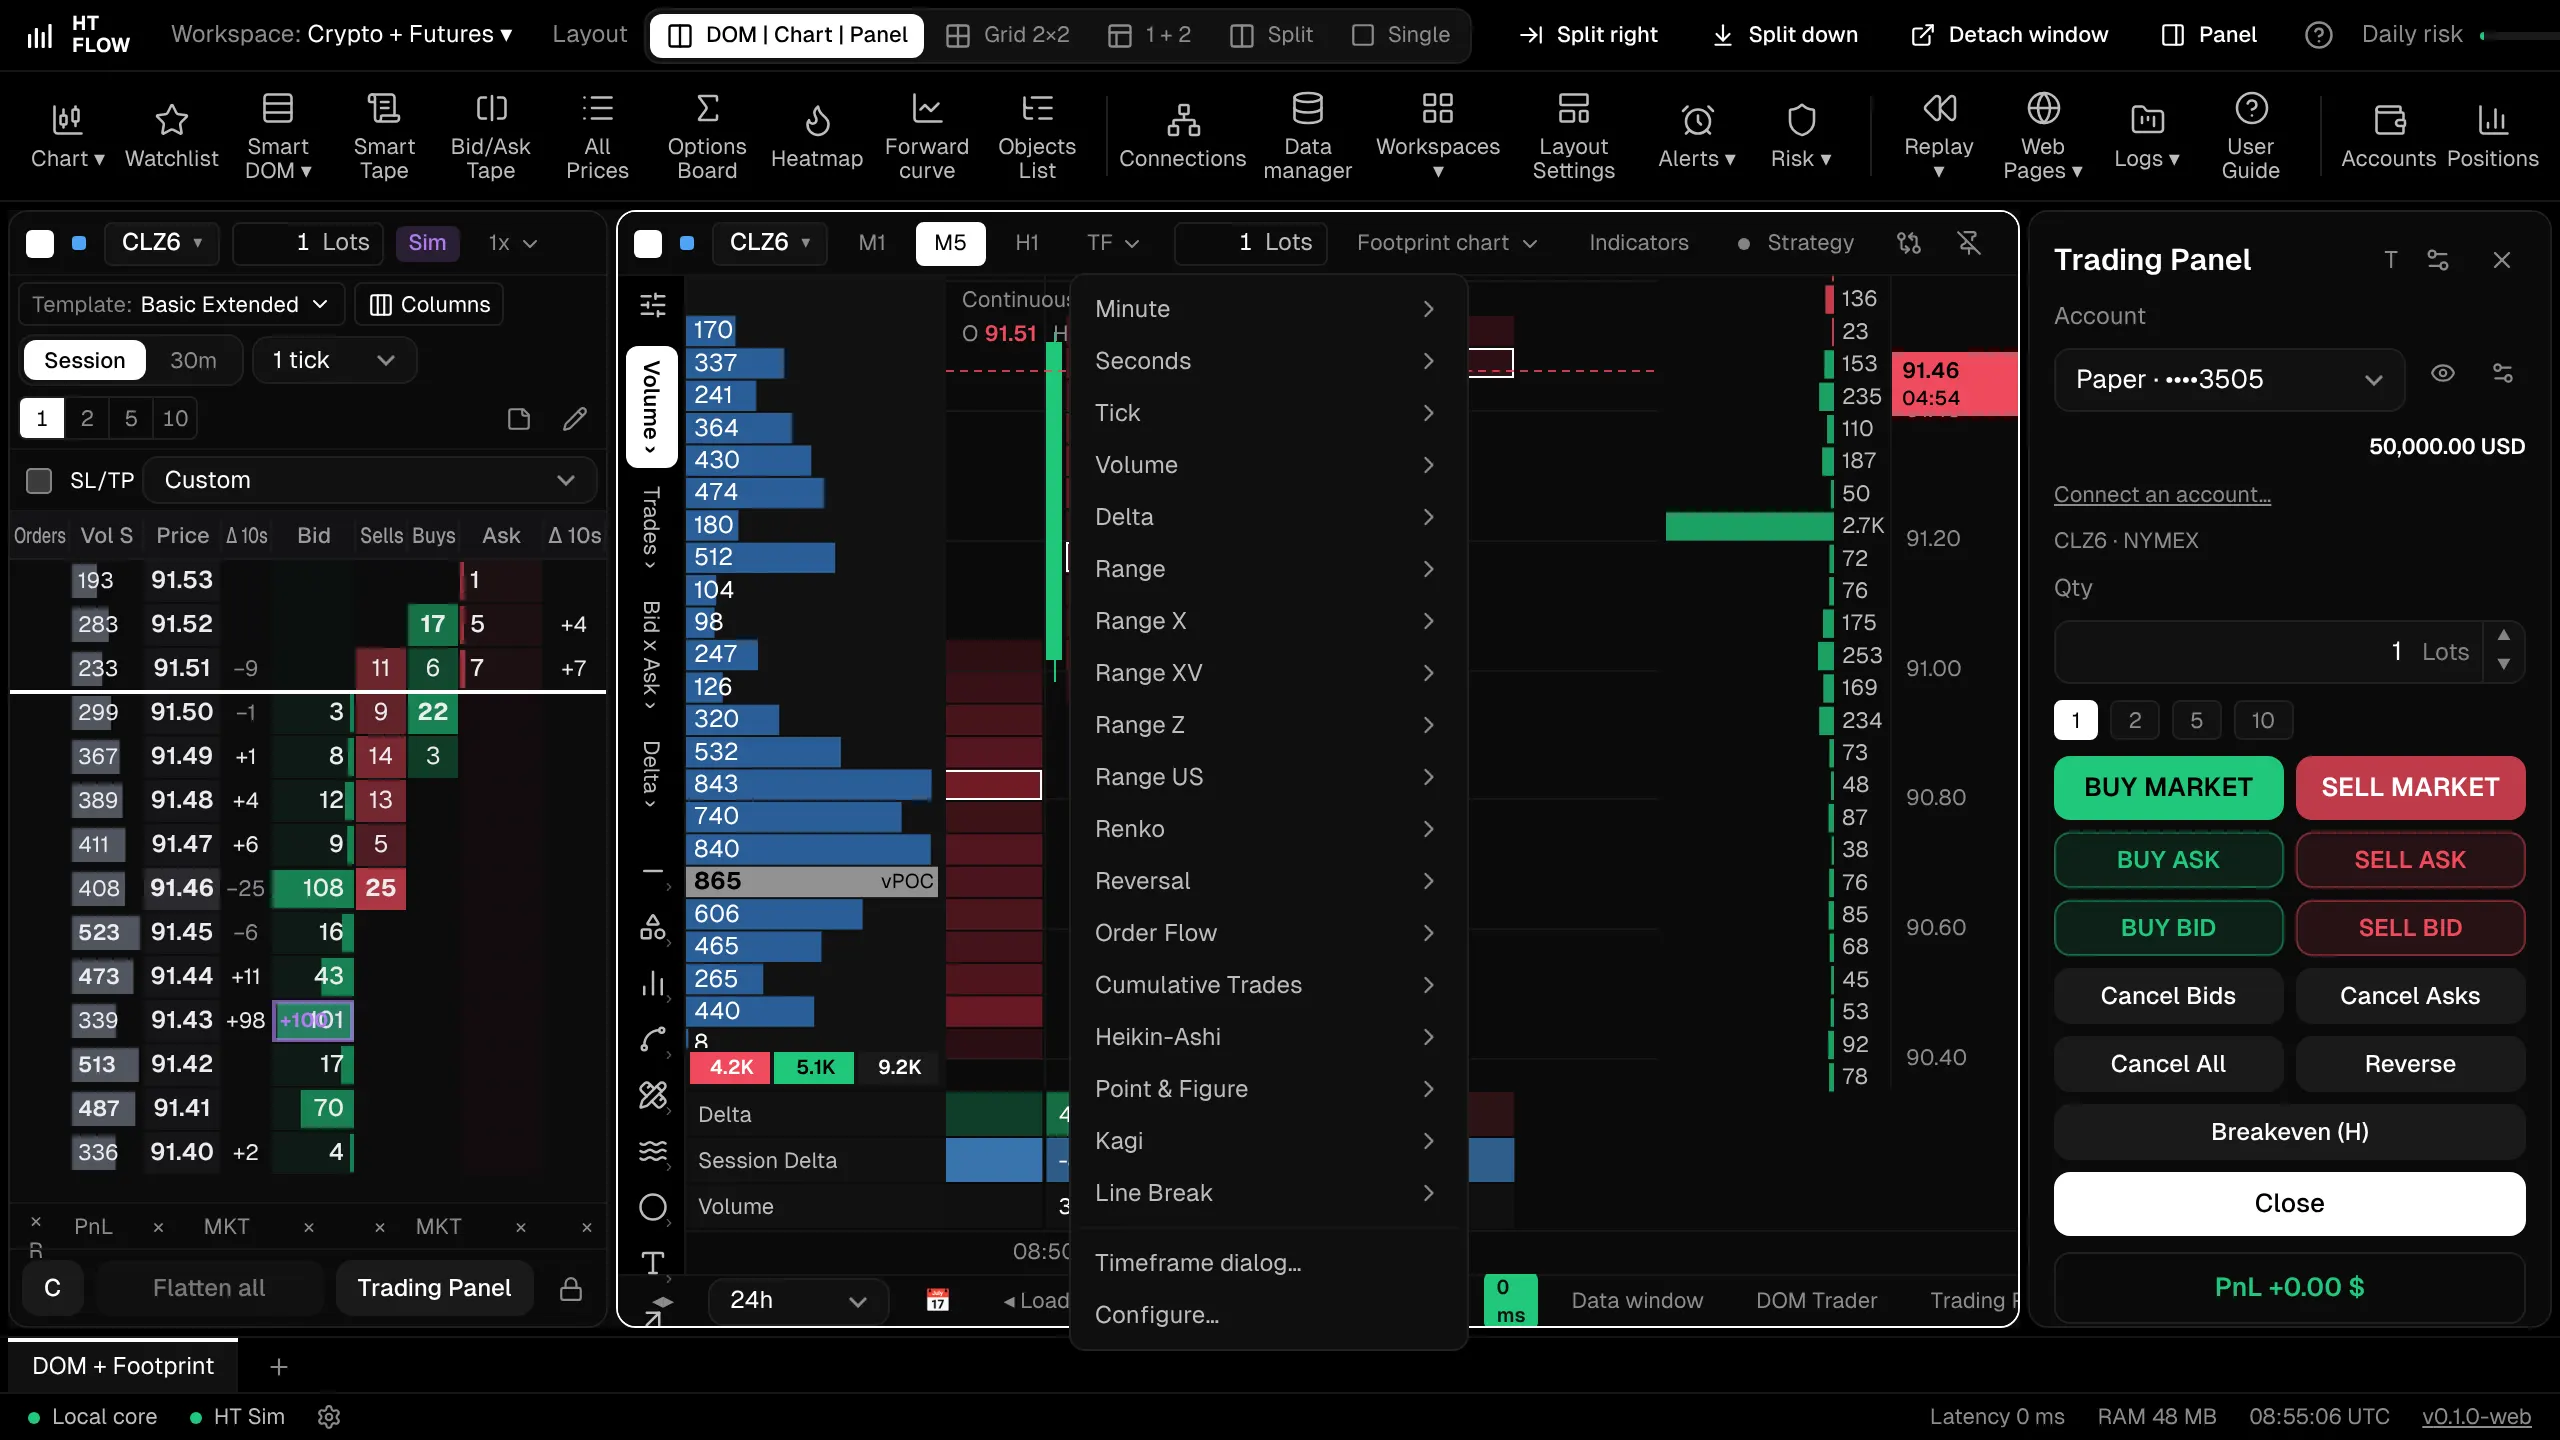 HT FLOW
Workspace: Crypto + Futures ▾
Layout
DOM | Chart | Panel
Grid 2×2
1 + 2
Split
Single
Split right
Split down
Detach window
Panel
Daily risk
Chart ▾
Watchlist
Smart DOM ▾
Smart Tape
Bid/Ask Tape
All Prices
Options Board
Heatmap
Forward curve
Objects List
Connections
Data manager
Workspaces ▾
Layout Settings
Alerts ▾
Risk ▾
Replay ▾
Web Pages ▾
Logs ▾
User Guide
Accounts
Positions
CLZ6 ▾
1 Lots
Sim
1x
Template: Basic Extended
Columns
Session
30m
1 tick
1 2 5 10
SL/TP
Custom
Orders Vol S Price Δ 10s Bid Sells Buys Ask Δ 10s
193 91.53 1
283 91.52 17 5 +4
233 91.51 −9 11 6 7 +7
299 91.50 −1 3 9 22
367 91.49 +1 8 14 3
389 91.48 +4 12 13
411 91.47 +6 9 5
408 91.46 −25 108 25
523 91.45 −6 16
473 91.44 +11 43
339 91.43 +98 +100 101
513 91.42 17
487 91.41 70
336 91.40 +2 4
× PnL × MKT × × MKT × ×
C
Flatten all
Trading Panel
CLZ6 ▾
M1
M5
H1
TF
1 Lots
Footprint chart
Indicators
Strategy
Volume ›
Trades ›
Bid x Ask ›
Delta ›
Continuous
O 91.51 H
170
337
241
364
430
474
180
512
104
98
247
126
320
532
843
740
840
865 vPOC
606
465
265
440
8
4.2K 5.1K 9.2K
Delta
Session Delta
Volume
08:50
24h
17
◂ Load
Minute
Seconds
Tick
Volume
Delta
Range
Range X
Range XV
Range Z
Range US
Renko
Reversal
Order Flow
Cumulative Trades
Heikin-Ashi
Point & Figure
Kagi
Line Break
Timeframe dialog...
Configure...
136
23
153
235
110
187
50
2.7K
72
76
175
253
169
234
73
48
87
38
76
85
68
45
53
92
78
91.46
04:54
91.20
91.00
90.80
90.60
90.40
0 ms
Data window
DOM Trader
Trading
Trading Panel
T
Account
Paper · ••••3505
50,000.00 USD
Connect an account...
CLZ6 · NYMEX
Qty
1 Lots
1 2 5 10
BUY MARKET
SELL MARKET
BUY ASK
SELL ASK
BUY BID
SELL BID
Cancel Bids
Cancel Asks
Cancel All
Reverse
Breakeven (H)
Close
PnL +0.00 $
DOM + Footprint
+
Local core
HT Sim
Latency 0 ms
RAM 48 MB
08:55:06 UTC
v0.1.0-web